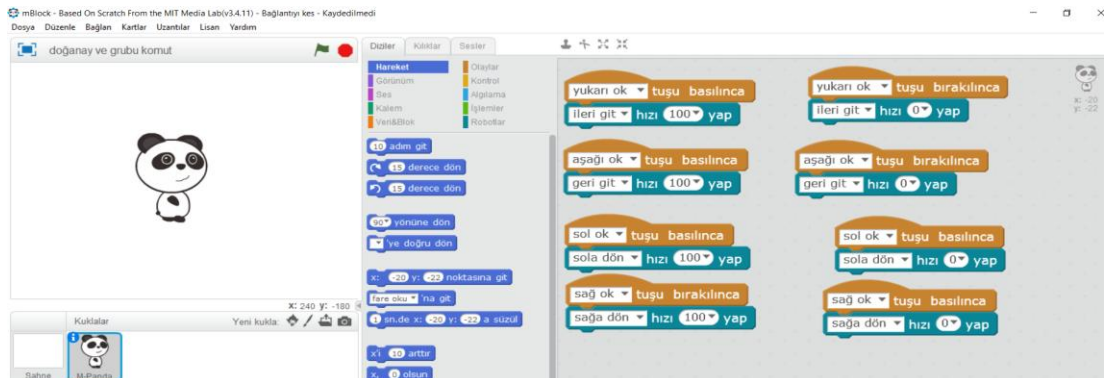 mBlock - Based On Scratch From the MIT Media Lab(v3.4.11) - Bağlantıyı kes - Kaydedilmedi
Dosya Düzenle Bağlan Kartlar Uzantılar Lisan Yardım
doğanay ve grubu komut
X: 240 y: -180
Kuklalar Yeni kukla:
Sahne M-Panda
Diziler Kılıklar Sesler
Hareket Olaylar
Görünüm Kontrol
Ses Algılama
Kalem İşlemler
Veri&Blok Robotlar
10 adım git
15 derece dön
15 derece dön
90 yönüne dön
'ye doğru dön
x: -20 y: -22 noktasına git
fare oku 'na git
1 sn.de x: -20 y: -22 a süzül
x'i 10 arttır
x, 0 olsun
yukarı ok tuşu basılınca
ileri git hızı 100 yap
yukarı ok tuşu bırakılınca
ileri git hızı 0 yap
aşağı ok tuşu basılınca
geri git hızı 100 yap
aşağı ok tuşu bırakılınca
geri git hızı 0 yap
sol ok tuşu basılınca
sola dön hızı 100 yap
sol ok tuşu basılınca
sola dön hızı 0 yap
sağ ok tuşu bırakılınca
sağa dön hızı 100 yap
sağ ok tuşu basılınca
sağa dön hızı 0 yap
x: -20
y: -22